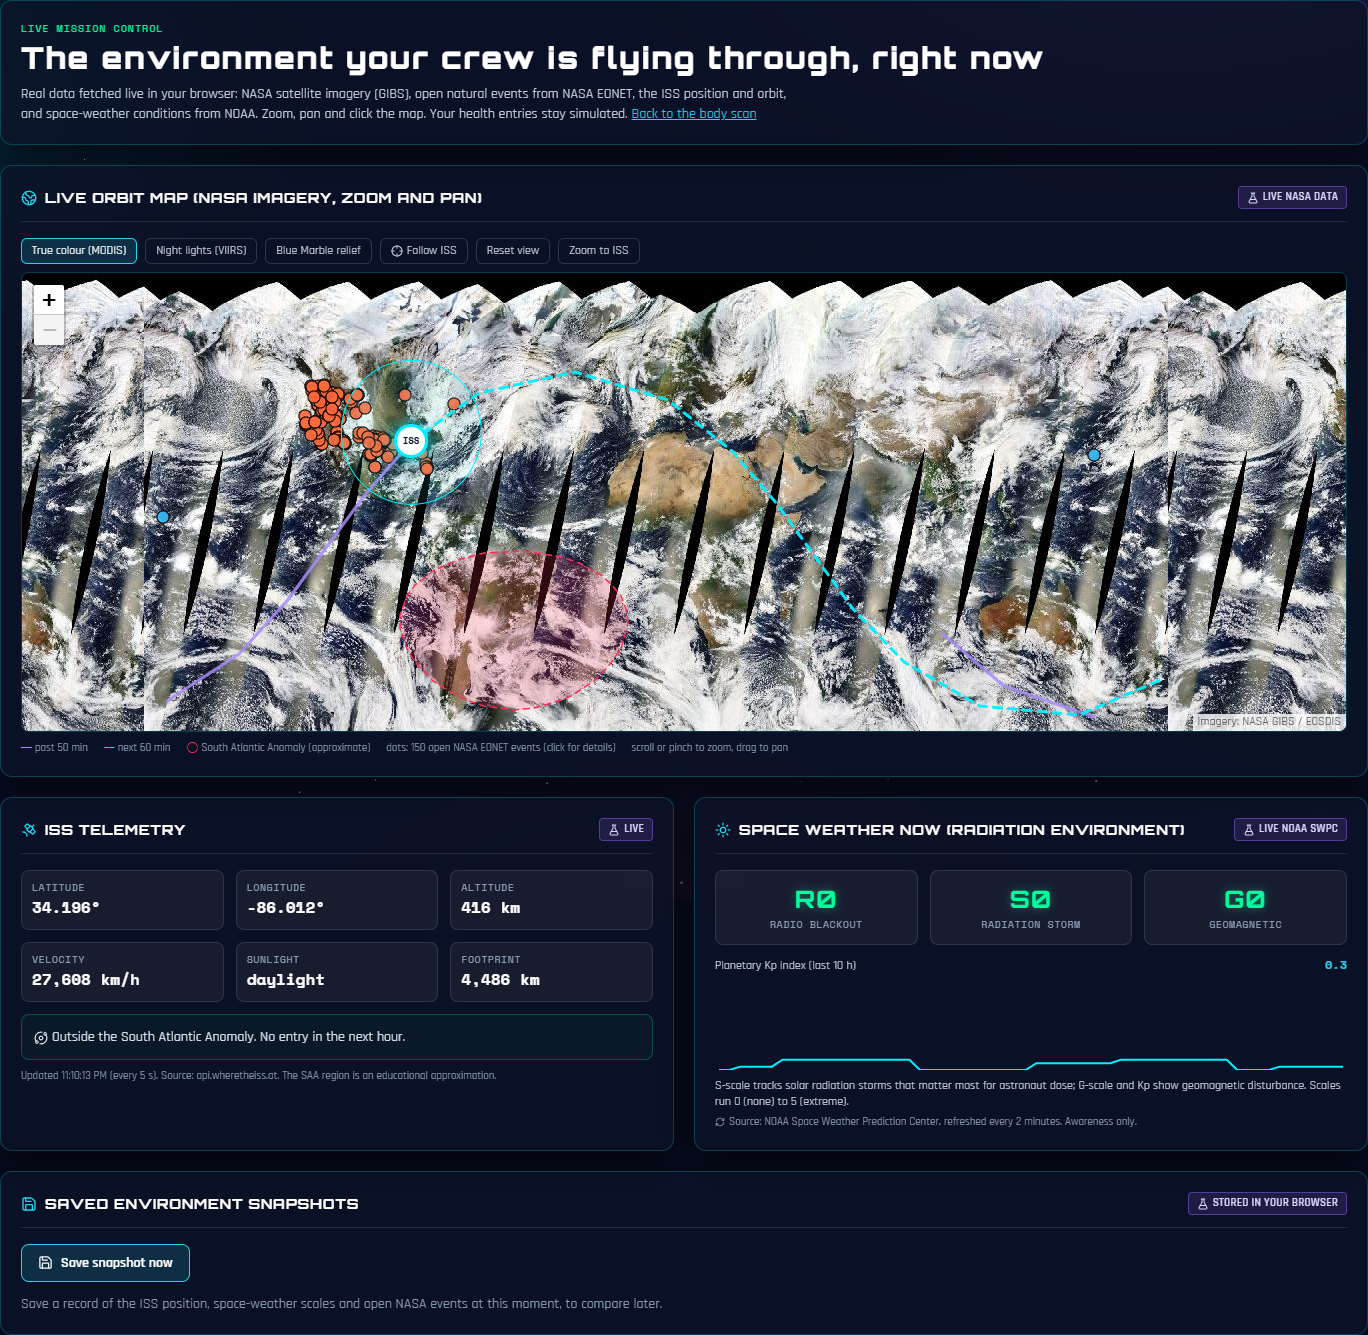 LIVE MISSION CONTROL
The environment your crew is flying through, right now
Real data fetched live in your browser: NASA satellite imagery (GIBS), open natural events from NASA EONET, the ISS position and orbit,
and space-weather conditions from NOAA. Zoom, pan and click the map. Your health entries stay simulated. Back to the body scan
LIVE ORBIT MAP (NASA IMAGERY, ZOOM AND PAN)
LIVE NASA DATA
True colour (MODIS)
Night lights (VIIRS)
Blue Marble relief
Follow ISS
Reset view
Zoom to ISS
+
−
ISS
Imagery: NASA GIBS / EOSDIS
— past 50 min
-- next 60 min
South Atlantic Anomaly (approximate)
dots: 150 open NASA EONET events (click for details)
scroll or pinch to zoom, drag to pan
ISS TELEMETRY
LIVE
LATITUDE
34.196°
LONGITUDE
-86.012°
ALTITUDE
416 km
VELOCITY
27,608 km/h
SUNLIGHT
daylight
FOOTPRINT
4,486 km
Outside the South Atlantic Anomaly. No entry in the next hour.
Updated 11:10:13 PM (every 5 s). Source: api.wheretheiss.at. The SAA region is an educational approximation.
SPACE WEATHER NOW (RADIATION ENVIRONMENT)
LIVE NOAA SWPC
R0
RADIO BLACKOUT
S0
RADIATION STORM
G0
GEOMAGNETIC
Planetary Kp index (last 10 h)
0.3
S-scale tracks solar radiation storms that matter most for astronaut dose; G-scale and Kp show geomagnetic disturbance. Scales
run 0 (none) to 5 (extreme).
Source: NOAA Space Weather Prediction Center, refreshed every 2 minutes. Awareness only.
SAVED ENVIRONMENT SNAPSHOTS
STORED IN YOUR BROWSER
Save snapshot now
Save a record of the ISS position, space-weather scales and open NASA events at this moment, to compare later.